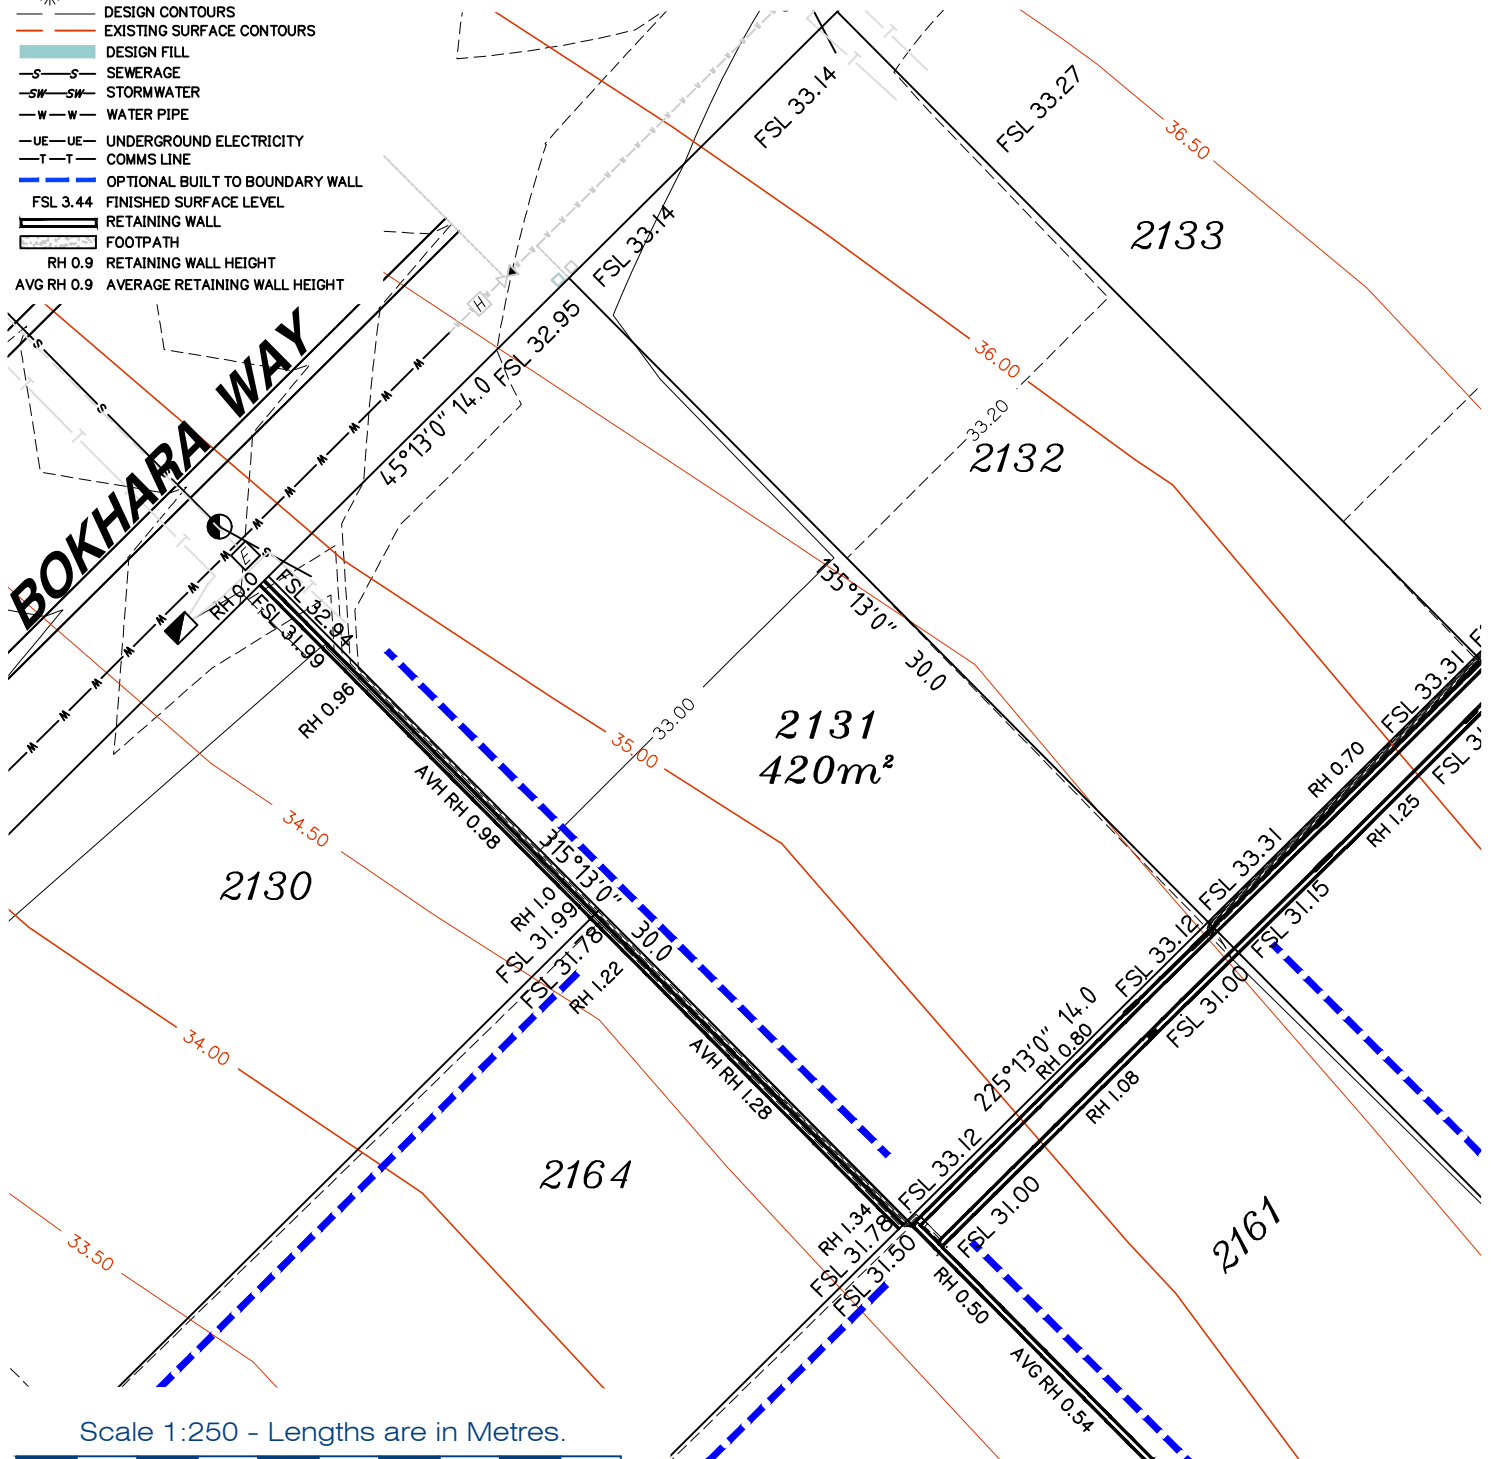 DESIGN CONTOURS
EXISTING SURFACE CONTOURS
DESIGN FILL
S S SEWERAGE
SW SW STORMWATER
W W WATER PIPE
UE UE UNDERGROUND ELECTRICITY
T T COMMS LINE
OPTIONAL BUILT TO BOUNDARY WALL
FSL 3.44 FINISHED SURFACE LEVEL
RETAINING WALL
FOOTPATH
RH 0.9 RETAINING WALL HEIGHT
AVG RH 0.9 AVERAGE RETAINING WALL HEIGHT
BOKHARA WAY
FSL 33.14
FSL 33.27
36.50
2133
FSL 33.14
H
FSL 32.95
36.00
45°13'0" 14.0
33.20
2132
E
RH 0.0
FSL 32.94
FSL 31.99
135°13'0"
30.0
RH 0.96
33.00
35.00
2131
420m²
FSL 33.31
RH 0.70
RH 1.25
AVH RH 0.98
34.50
315°13'0"
30.0
2130
RH 1.0
FSL 31.99
FSL 31.78
RH 1.22
FSL 33.31
FSL 33.12
FSL 31.15
FSL 31.00
34.00
AVH RH 1.28
225°13'0" 14.0
RH 0.80
RH 1.08
2164
FSL 33.12
FSL 31.00
RH 1.34
FSL 31.78
FSL 31.50
2161
33.50
RH 0.50
AVG RH 0.54
Scale 1:250 - Lengths are in Metres.